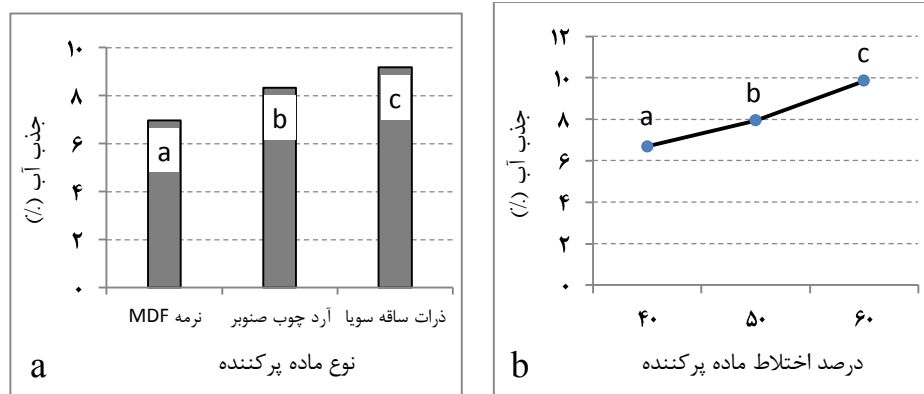 ۱۰
۸
۶
۴
۲
۰
جذب آب (٪)
a
b
c
نرمه MDF
آرد چوب صنوبر
ذرات ساقه سویا
نوع ماده پرکننده
a
۱۲
۱۰
۸
۶
۴
۲
۰
جذب آب (٪)
a
b
c
۴۰
۵۰
۶۰
درصد اختلاط ماده پرکننده
b